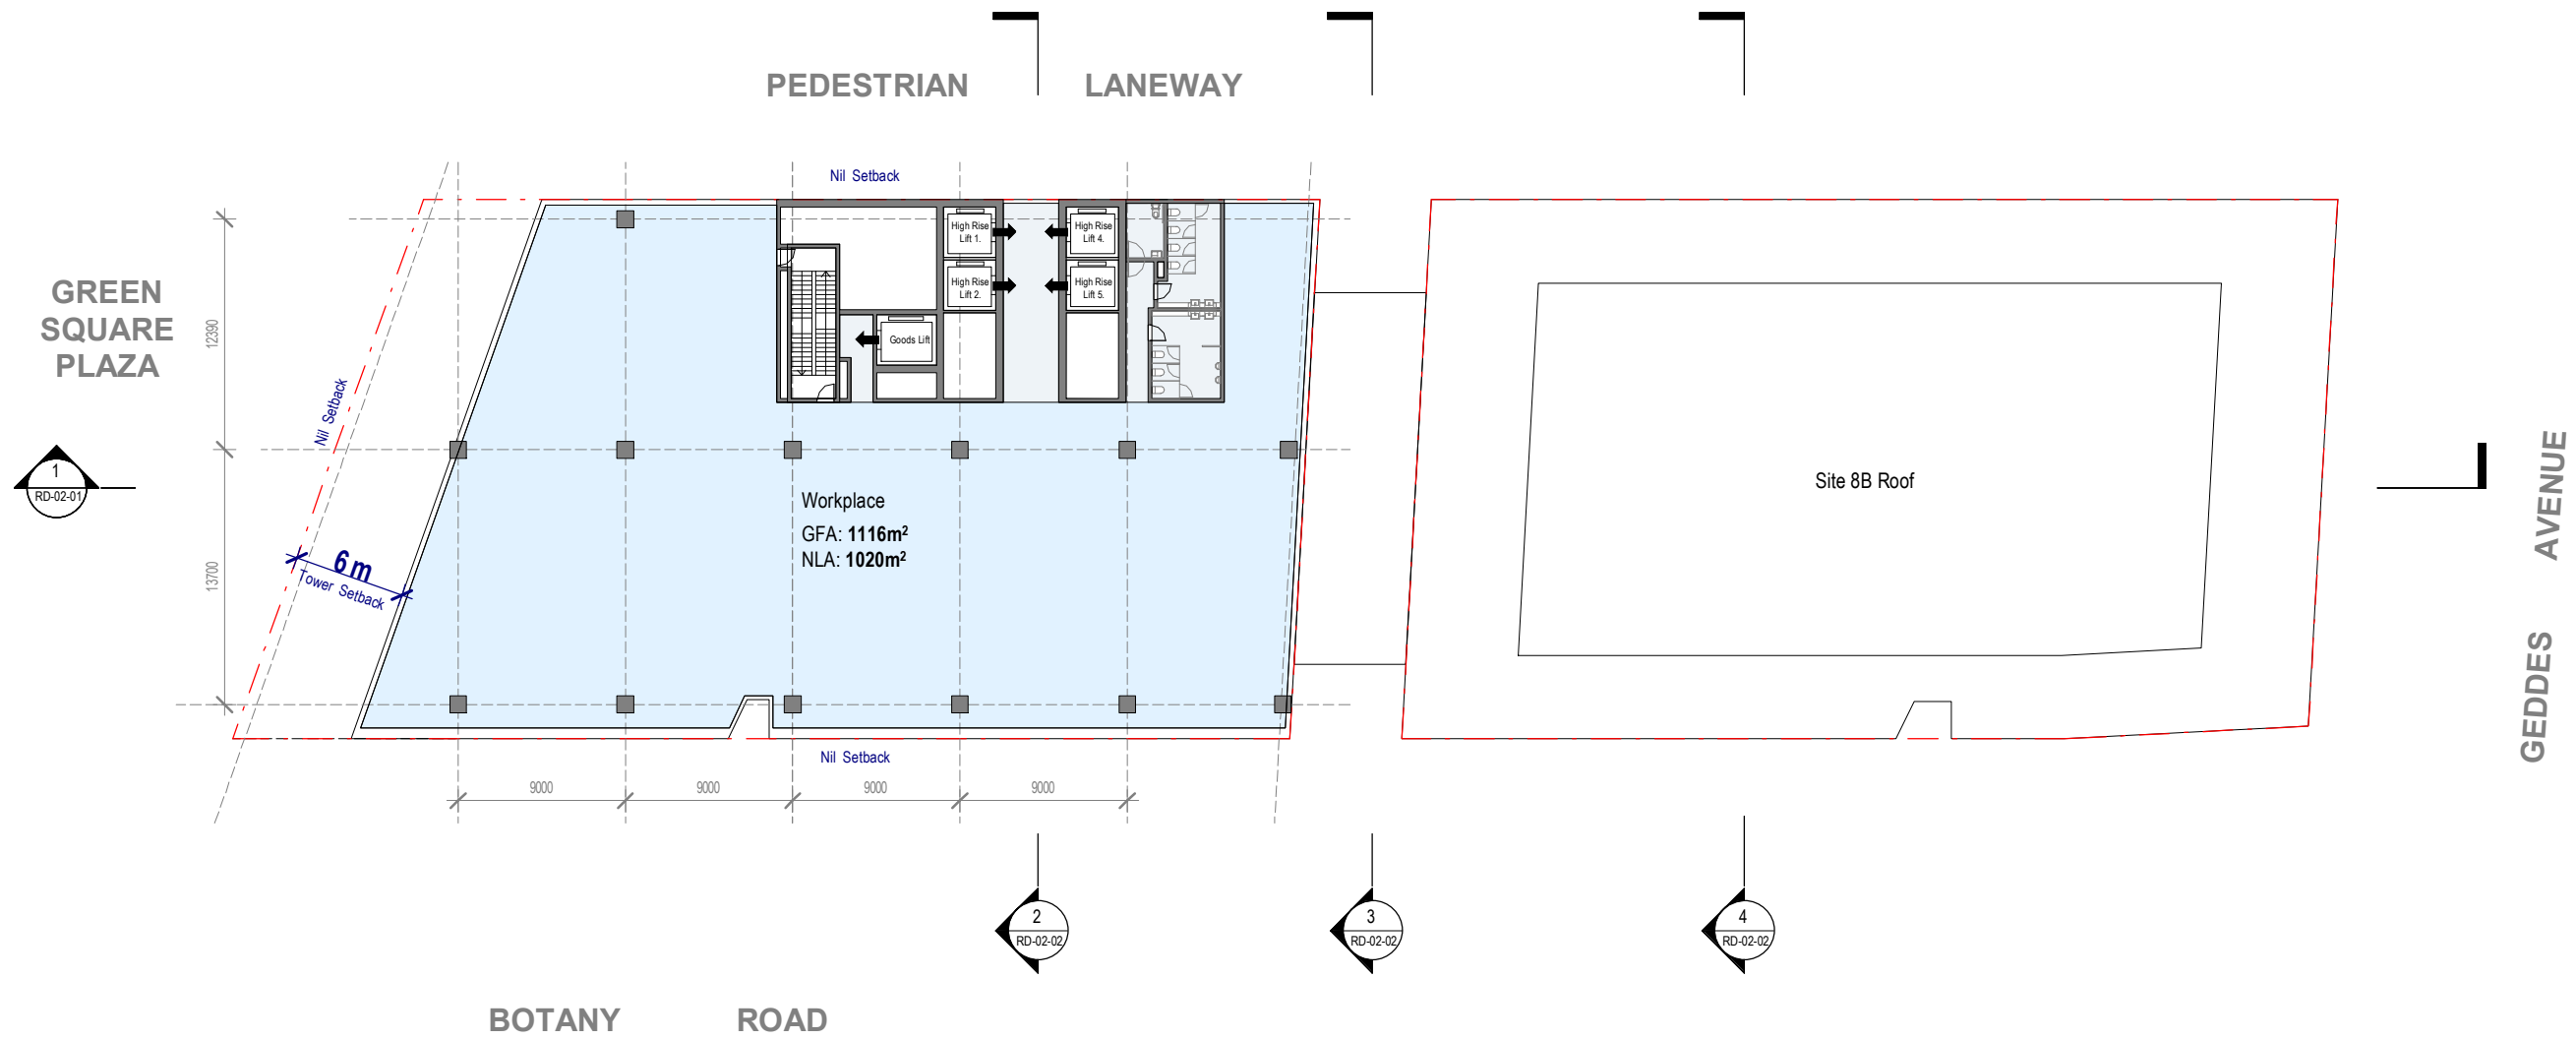 PEDESTRIAN LANEWAY
Nil Setback
GREEN
SQUARE
PLAZA
12390
13700
Nil Setback
High Rise
Lift 1.
High Rise
Lift 2.
High Rise
Lift 4.
High Rise
Lift 5.
Goods Lift
1
RD-02-01
6 m
Tower Setback
Workplace
GFA: 1116m²
NLA: 1020m²
Site 8B Roof
GEDDES AVENUE
Nil Setback
9000
9000
9000
9000
2
RD-02-02
3
RD-02-02
4
RD-02-02
BOTANY ROAD